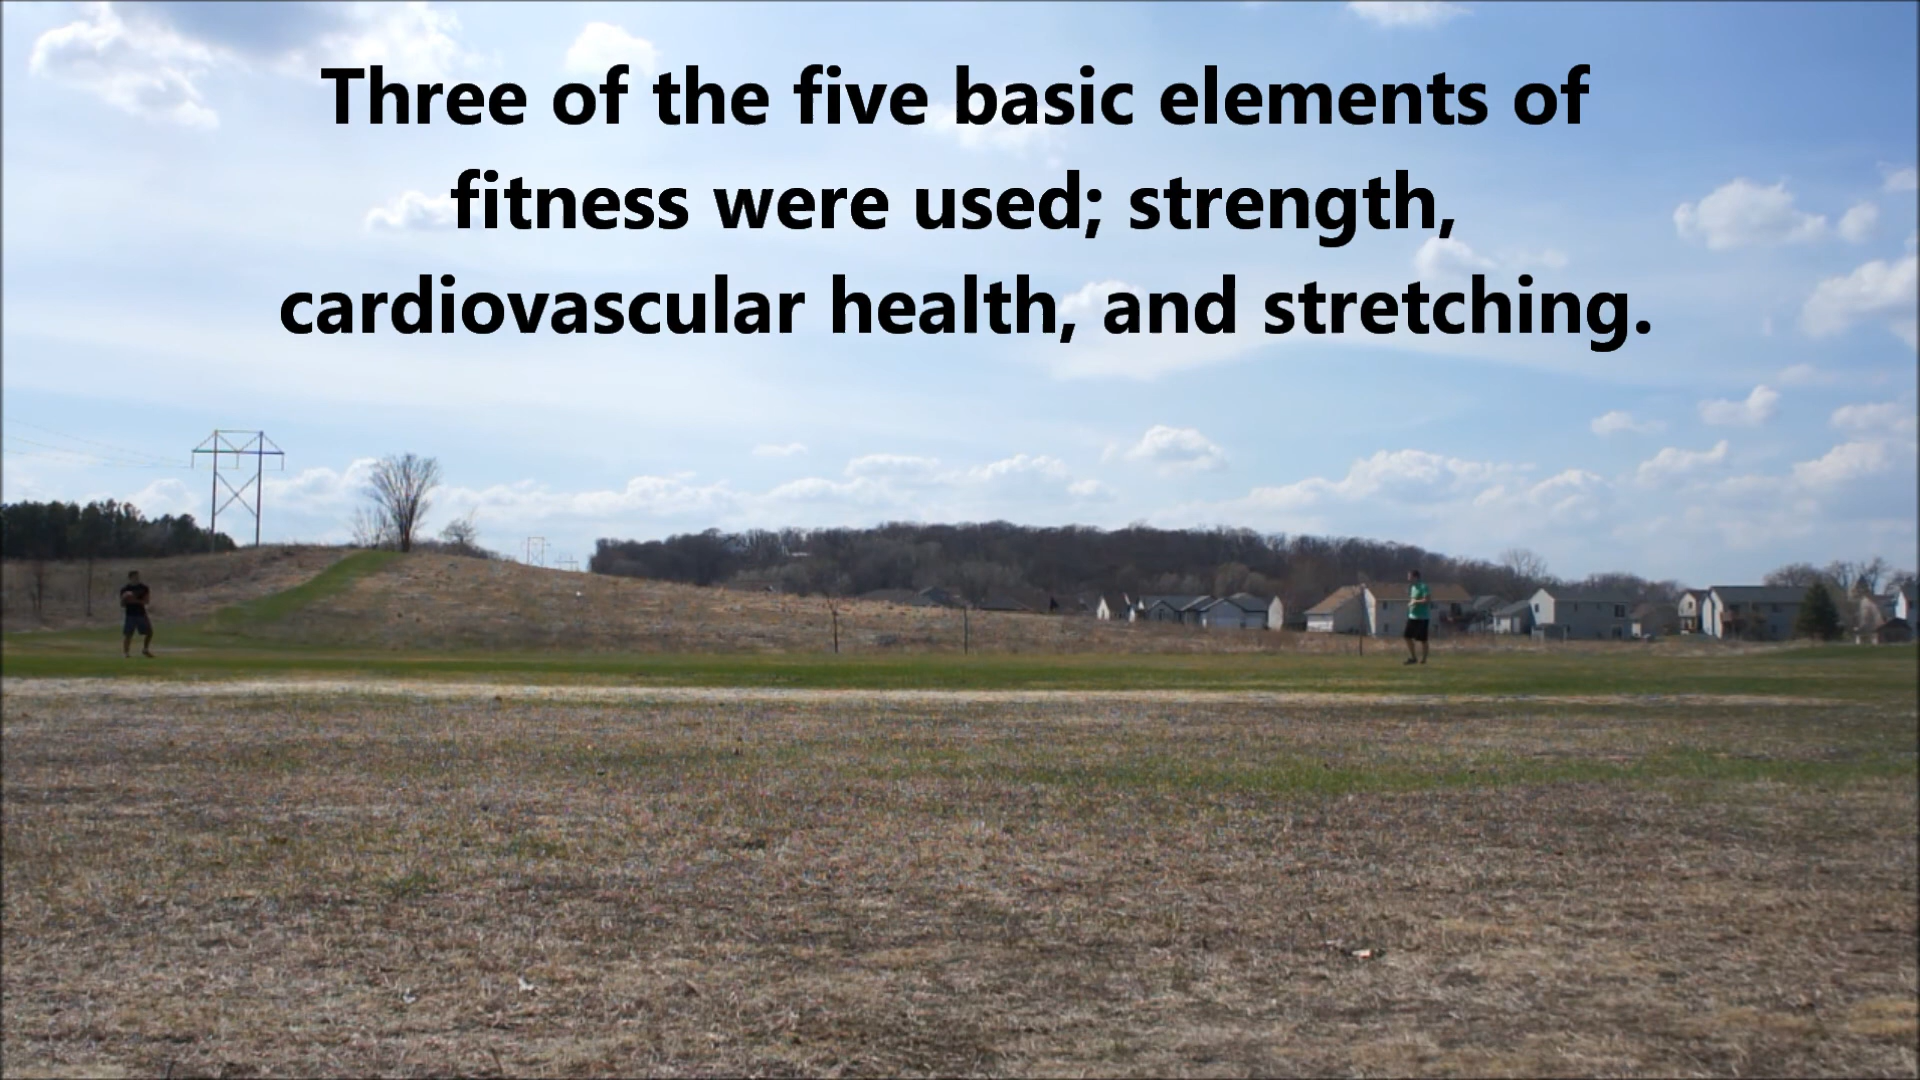 Three of the five basic elements of
fitness were used; strength,
cardiovascular health, and stretching.